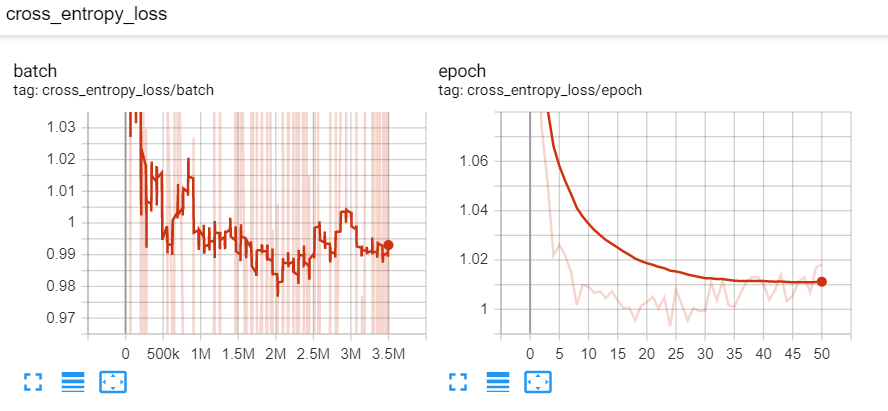 cross_entropy_loss
batch
tag: cross_entropy_loss/batch
1.03
1.02
1.01
1
0.99
0.98
0.97
0 500k 1M 1.5M 2M 2.5M 3M 3.5M
epoch
tag: cross_entropy_loss/epoch
1.06
1.04
1.02
1
0 5 10 15 20 25 30 35 40 45 50